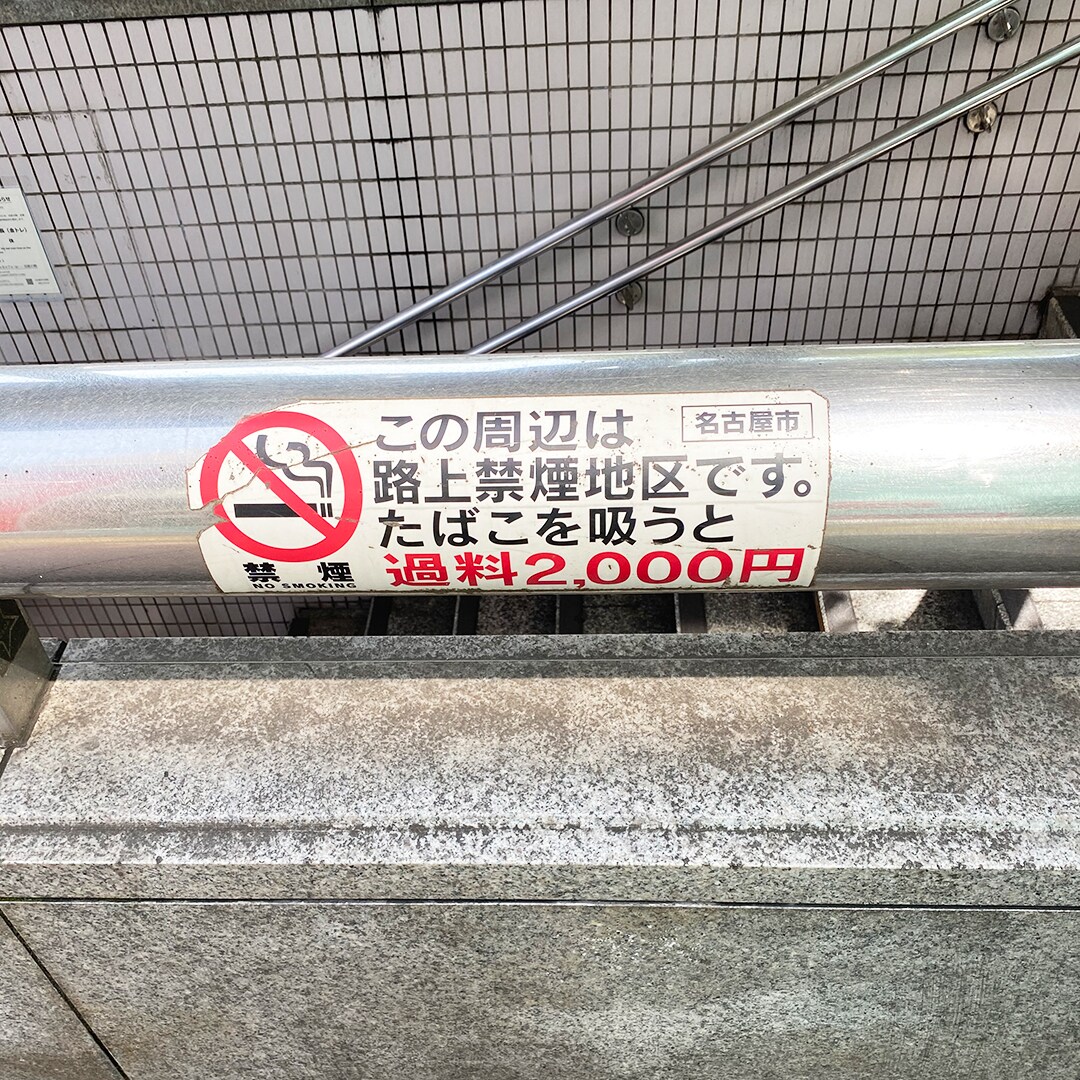 この周辺は
名古屋市
路上禁煙地区です。
たばこを吸うと
過料2,000円
禁煙
NO SMOKING